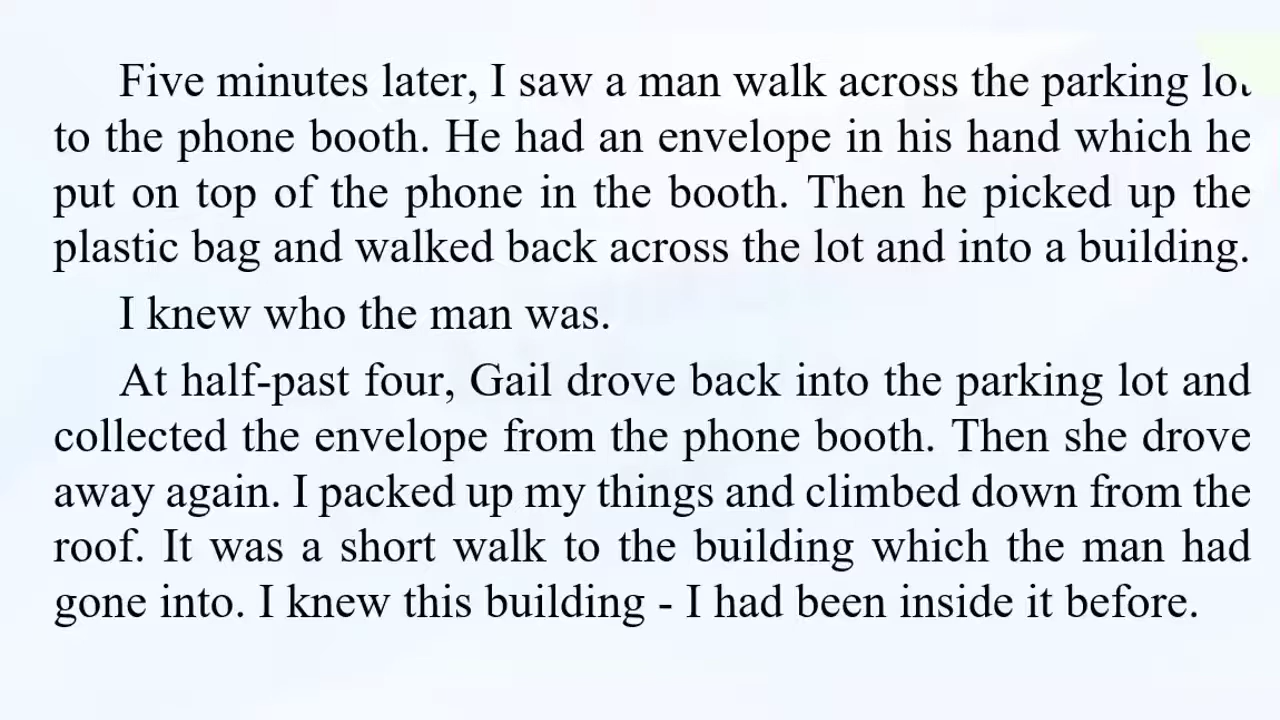 Five minutes later, I saw a man walk across the parking lot
to the phone booth. He had an envelope in his hand which he
put on top of the phone in the booth. Then he picked up the
plastic bag and walked back across the lot and into a building.
I knew who the man was.
At half-past four, Gail drove back into the parking lot and
collected the envelope from the phone booth. Then she drove
away again. I packed up my things and climbed down from the
roof. It was a short walk to the building which the man had
gone into. I knew this building - I had been inside it before.